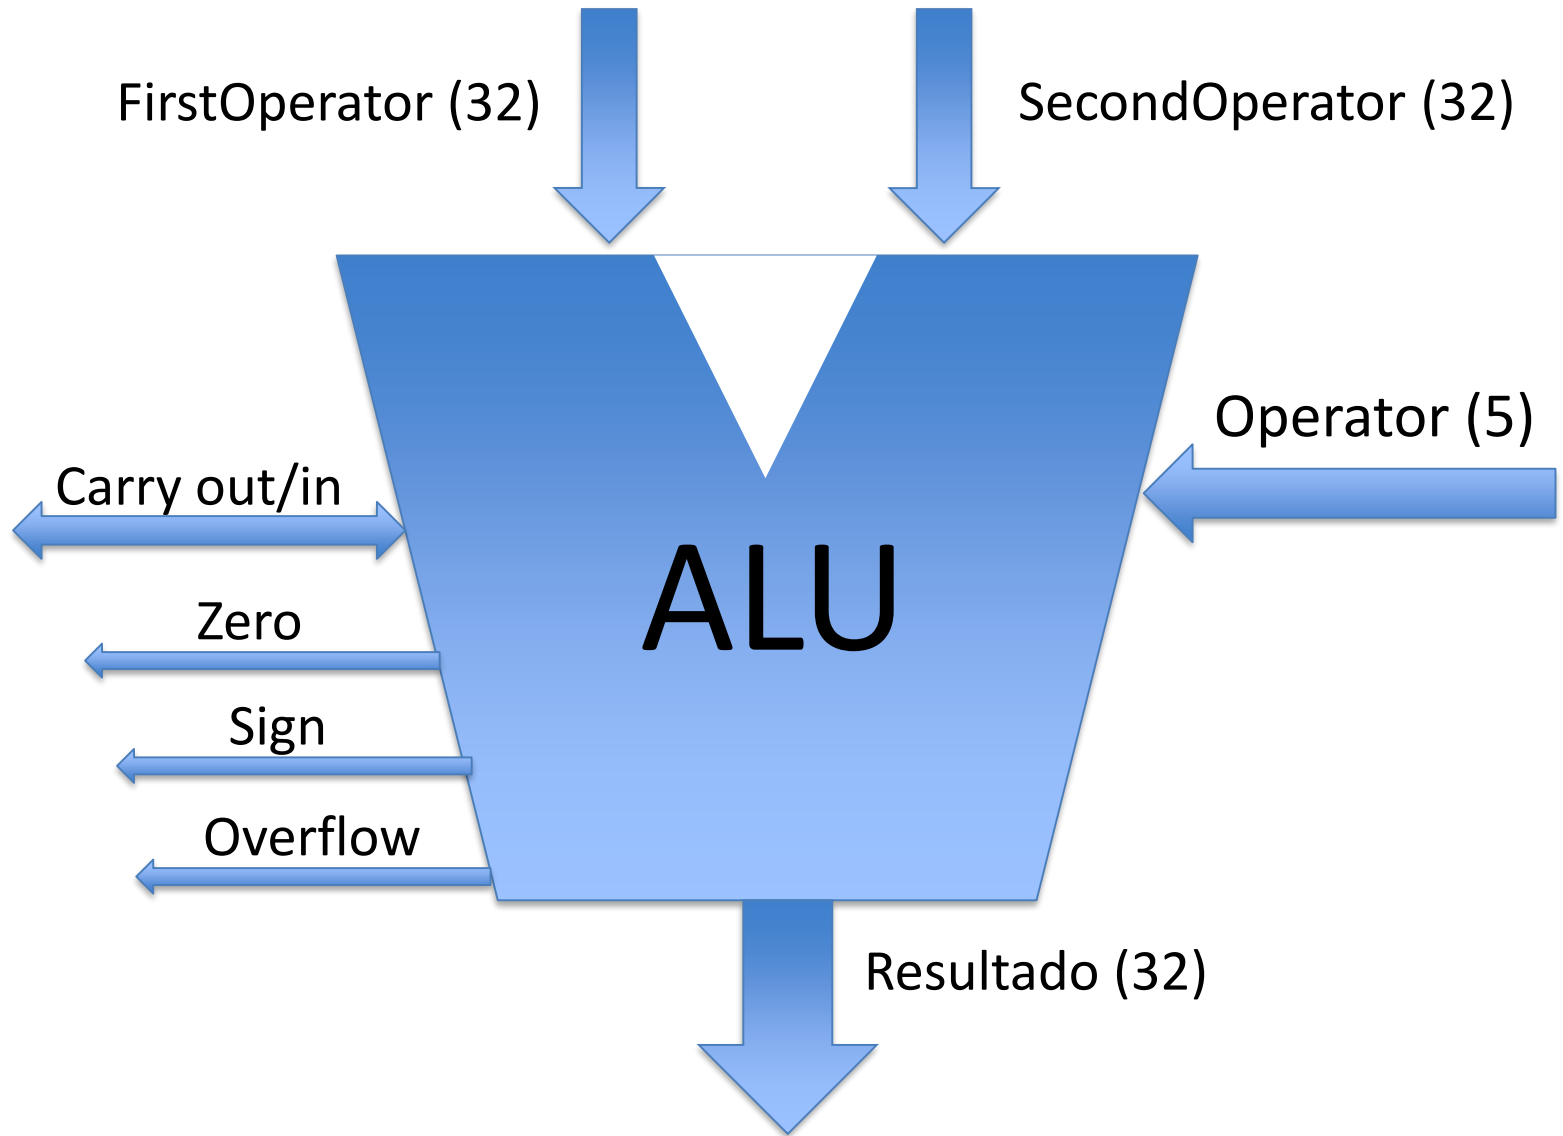 FirstOperator (32)
SecondOperator (32)
Operator (5)
Carry out/in
ALU
Zero
Sign
Overflow
Resultado (32)